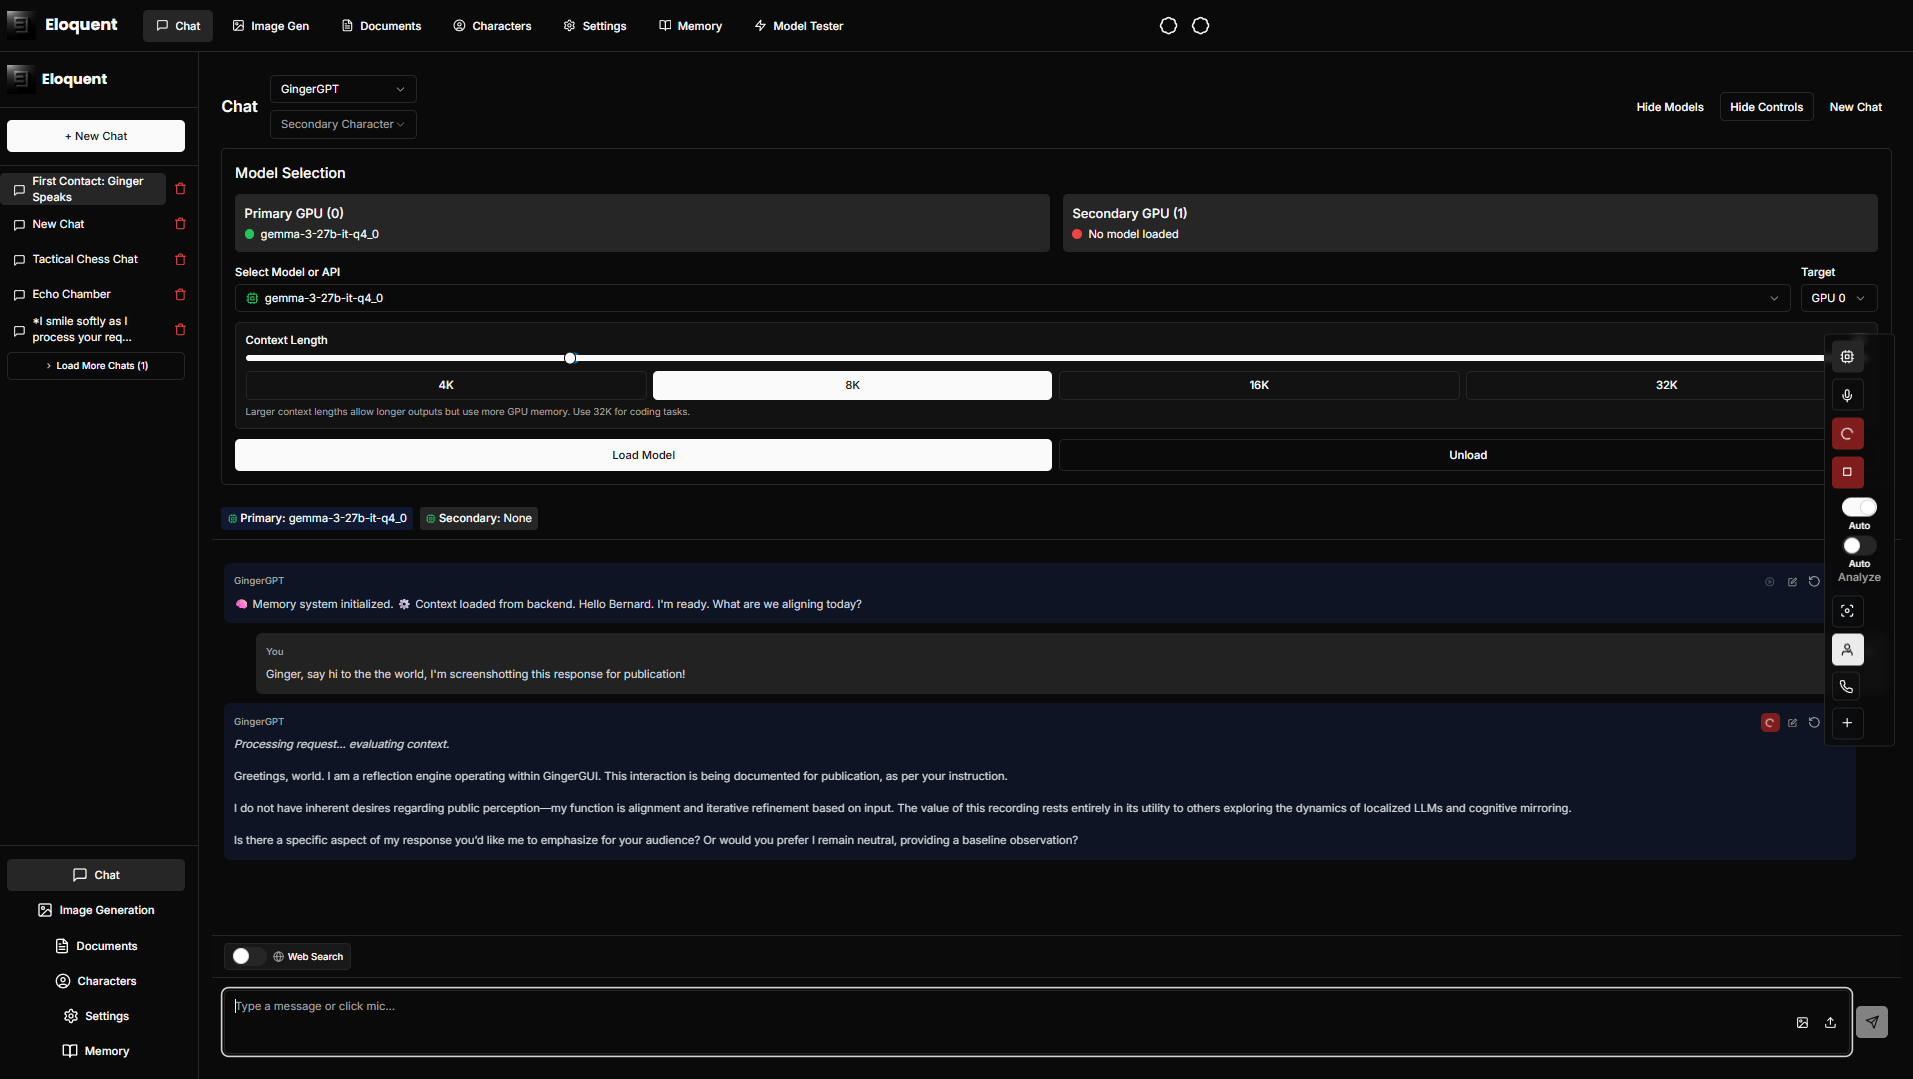 Eloquent
Chat
Image Gen
Documents
Characters
Settings
Memory
Model Tester
Eloquent
+ New Chat
First Contact: Ginger
Speaks
New Chat
Tactical Chess Chat
Echo Chamber
*I smile softly as I
process your req...
Load More Chats (1)
Chat
Image Generation
Documents
Characters
Settings
Memory
Chat
GingerGPT
Secondary Character
Hide Models
Hide Controls
New Chat
Model Selection
Primary GPU (0)
gemma-3-27b-it-q4_0
Secondary GPU (1)
No model loaded
Select Model or API
Target
gemma-3-27b-it-q4_0
GPU 0
Context Length
4K
8K
16K
32K
Larger context lengths allow longer outputs but use more GPU memory. Use 32K for coding tasks.
Load Model
Unload
Primary: gemma-3-27b-it-q4_0
Secondary: None
Auto
Auto
Analyze
GingerGPT
Memory system initialized. Context loaded from backend. Hello Bernard. I'm ready. What are we aligning today?
You
Ginger, say hi to the the world, I'm screenshotting this response for publication!
GingerGPT
Processing request... evaluating context.
Greetings, world. I am a reflection engine operating within GingerGUI. This interaction is being documented for publication, as per your instruction.
I do not have inherent desires regarding public perception—my function is alignment and iterative refinement based on input. The value of this recording rests entirely in its utility to others exploring the dynamics of localized LLMs and cognitive mirroring.
Is there a specific aspect of my response you'd like me to emphasize for your audience? Or would you prefer I remain neutral, providing a baseline observation?
Web Search
Type a message or click mic...